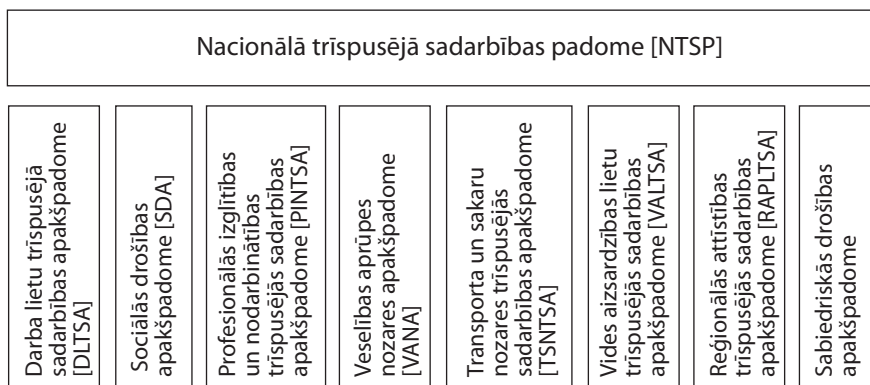 Nacionālā trīspusējā sadarbības padome [NTSP]
Darba lietu trīspusējā
sadarbības apakšpadome
[DLTSA]
Sociālās drošības
apakšpadome [SDA]
Profesionālās izglītības
un nodarbinātības
trīspusējās sadarbības
apakšpadome [PINTSA]
Veselības aprūpes
nozares apakšpadome
[VANA]
Transporta un sakaru
nozares trīspusējās
sadarbības apakšpadome
[TSNTSA]
Vides aizsardzības lietu
trīspusējā sadarbības
apakšpadome [VALTSA]
Reģionālās attīstības
trīspusējās sadarbības
apakšpadome [RAPLTSA]
Sabiedriskās drošības
apakšpadome